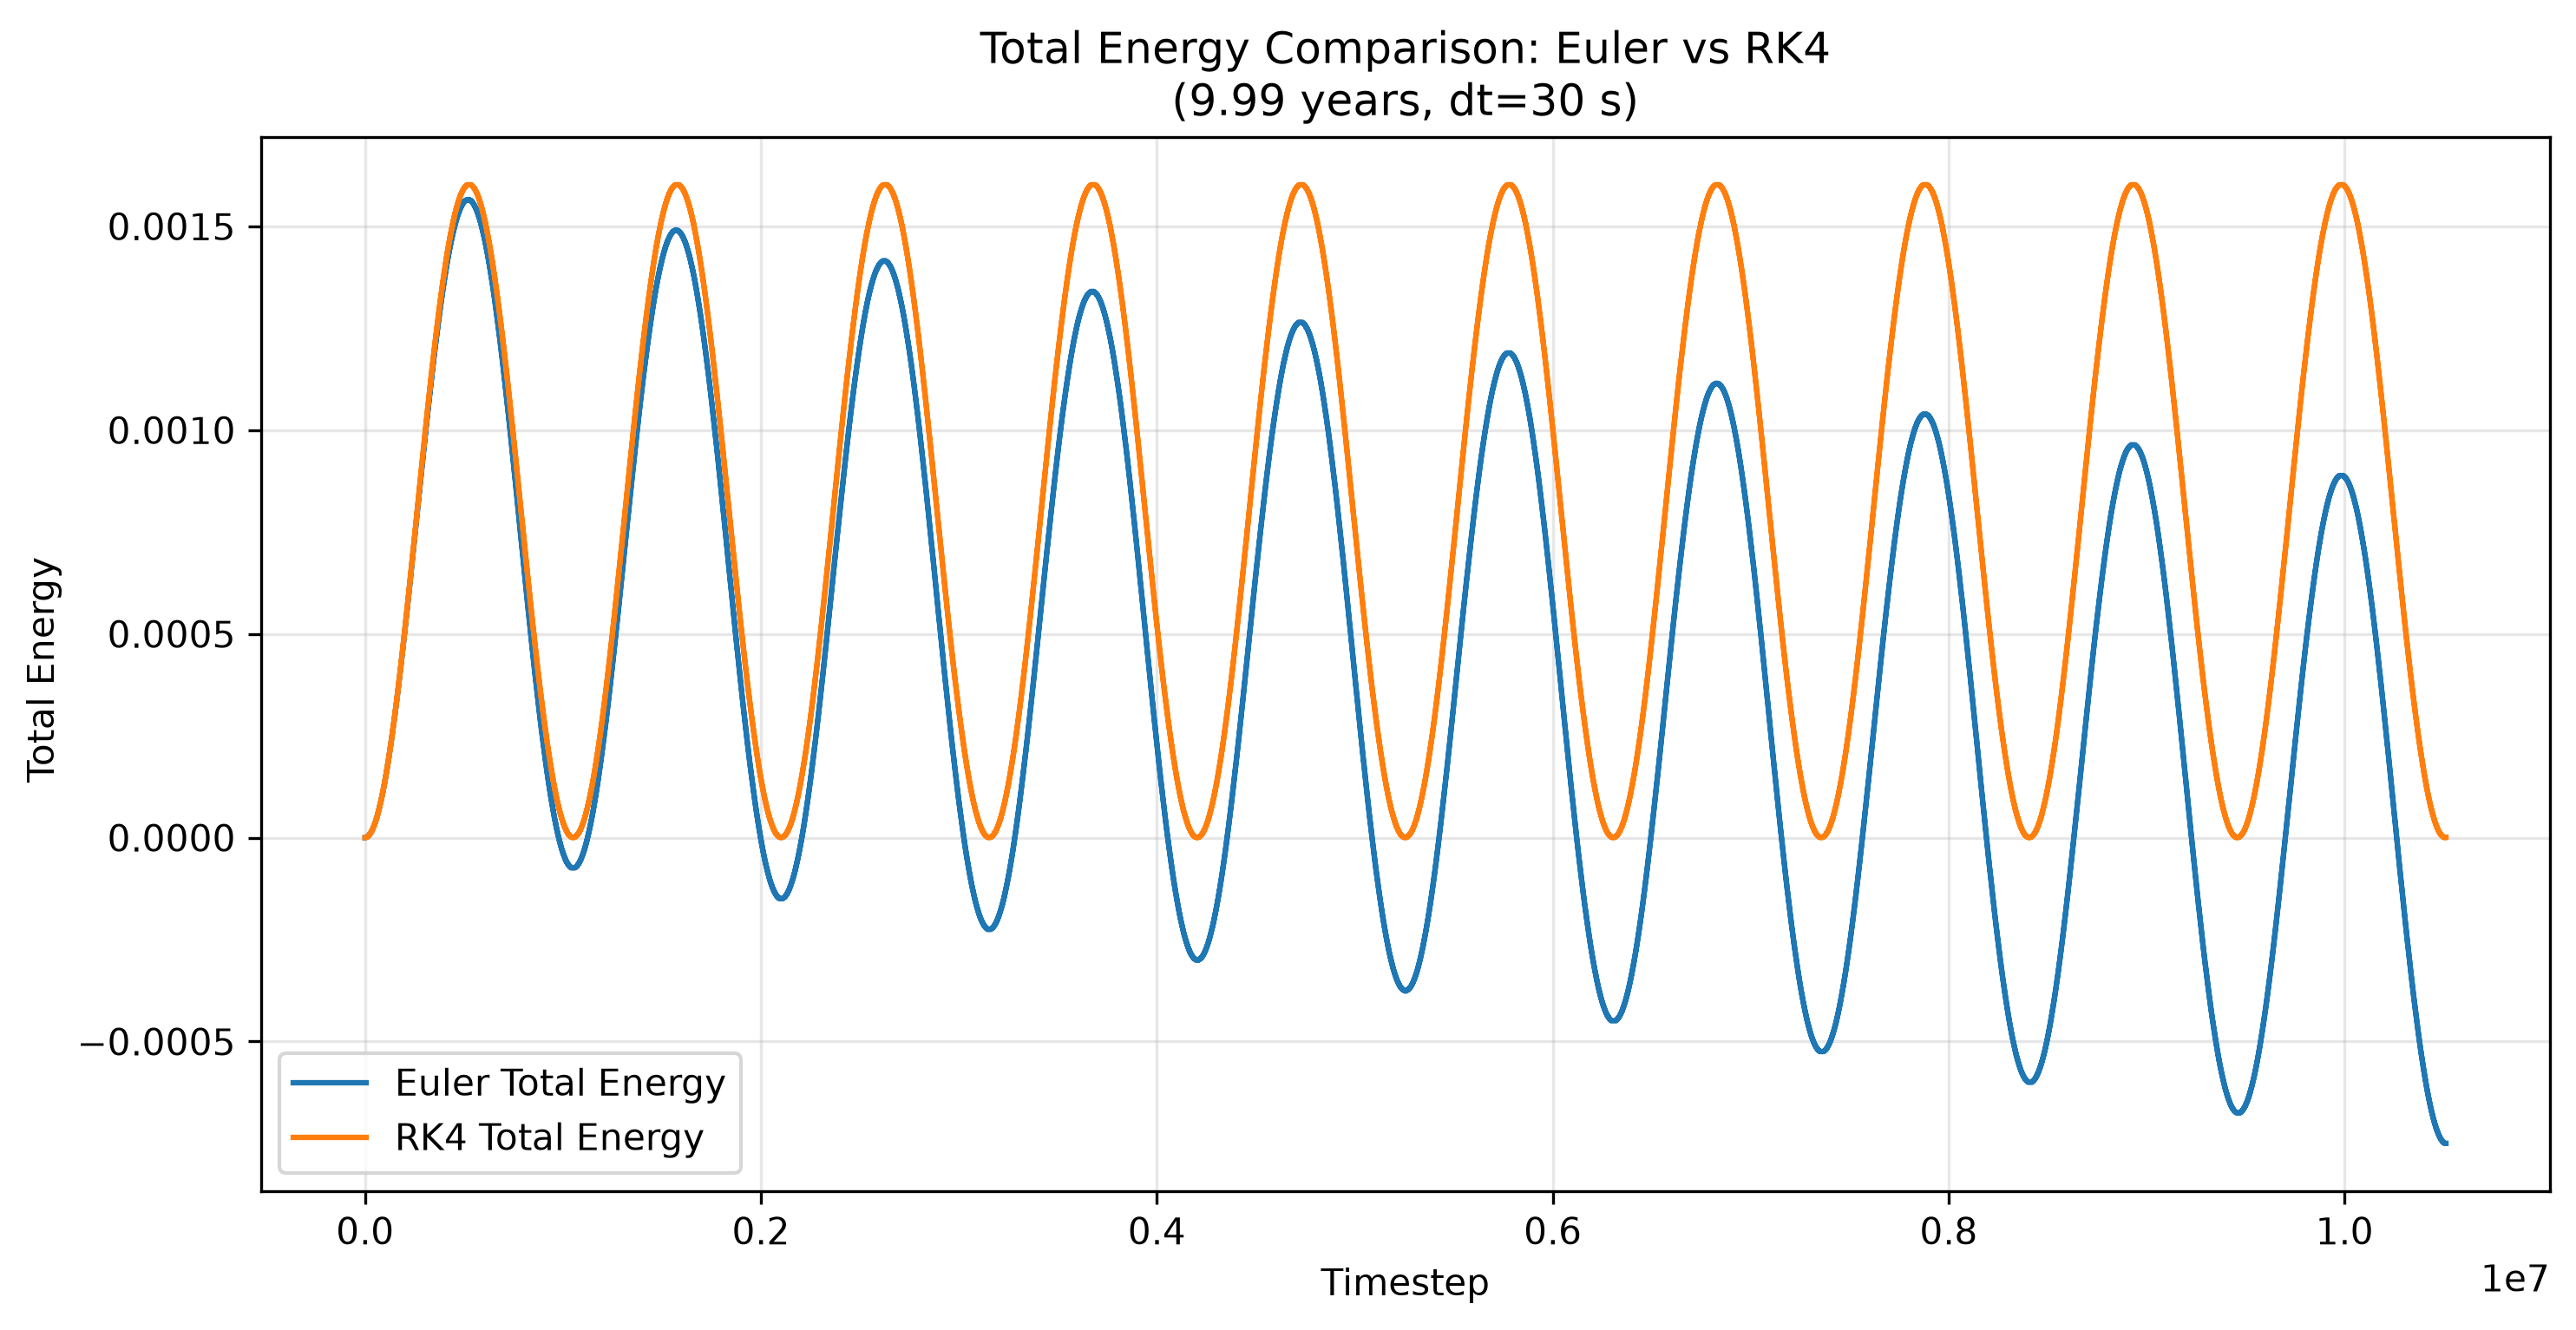 Total Energy Comparison: Euler vs RK4
(9.99 years, dt=30 s)
Total Energy
0.0015
0.0010
0.0005
0.0000
−0.0005
Euler Total Energy
RK4 Total Energy
0.0 0.2 0.4 0.6 0.8 1.0
Timestep
1e7